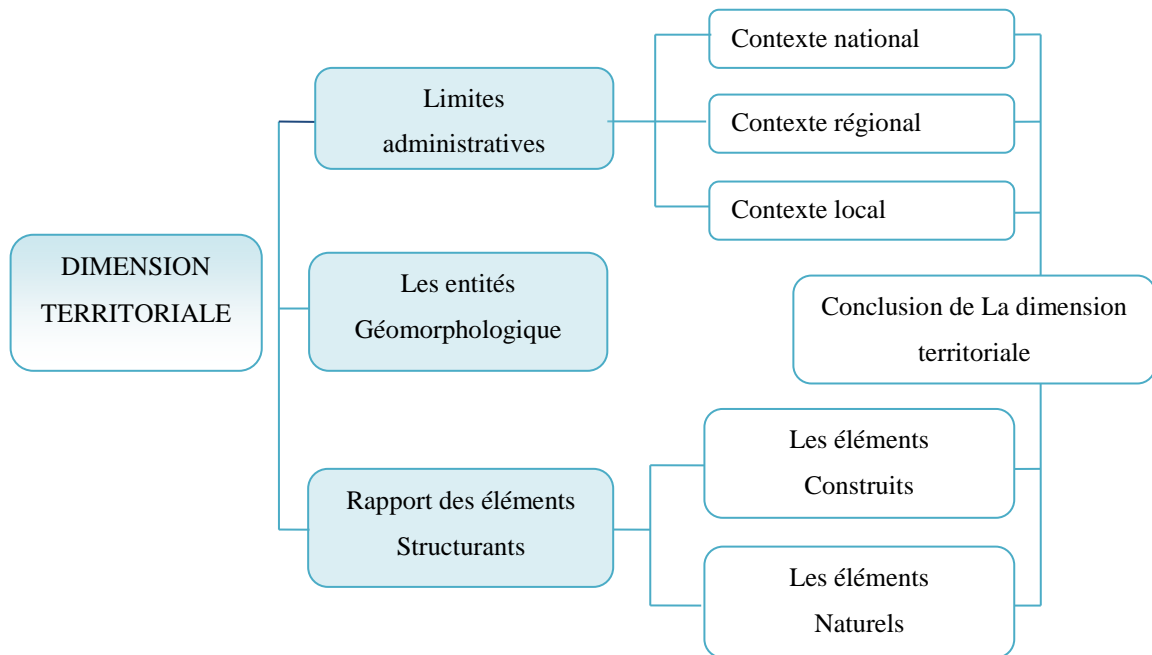 DIMENSION
TERRITORIALE
Limites
administratives
Les entités
Géomorphologique
Rapport des éléments
Structurants
Contexte national
Contexte régional
Contexte local
Les éléments
Construits
Les éléments
Naturels
Conclusion de La dimension
territoriale